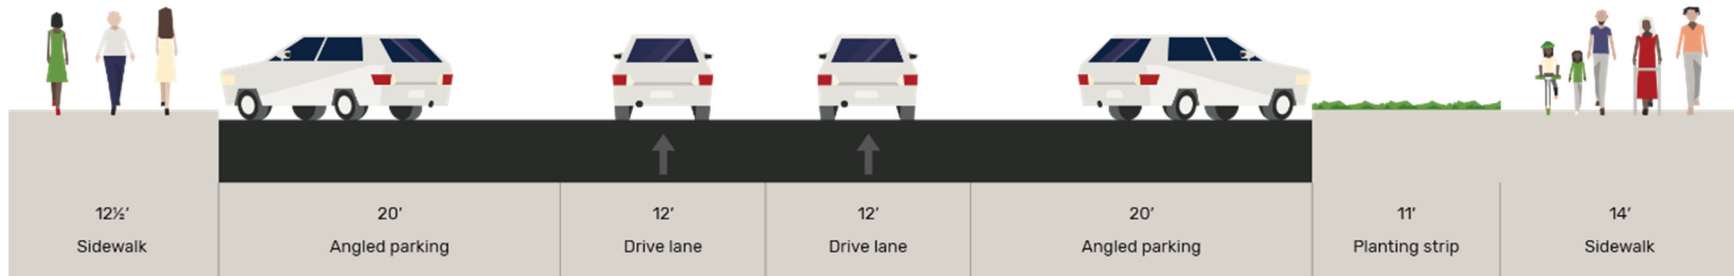 12½’ 20’ 12’ 12’ 20’ 11’ 14’
Sidewalk Angled parking Drive lane Drive lane Angled parking Planting strip Sidewalk